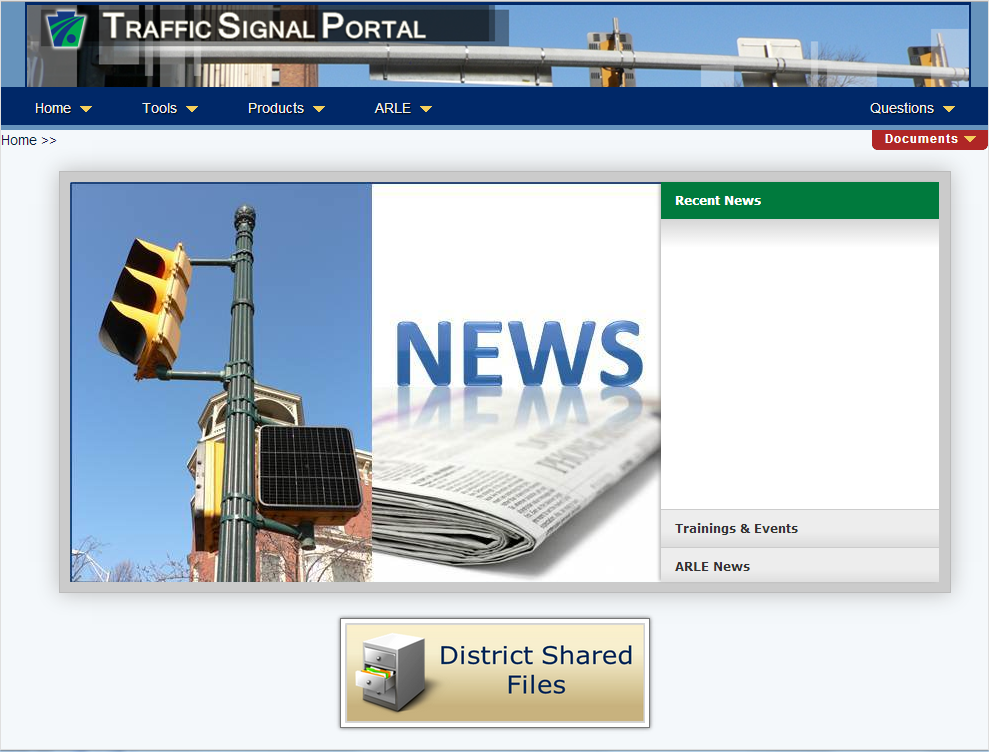 TRAFFIC SIGNAL PORTAL
Home Tools Products ARLE Questions
Home >> Documents
Recent News
NEWS
Trainings & Events
ARLE News
District Shared
Files